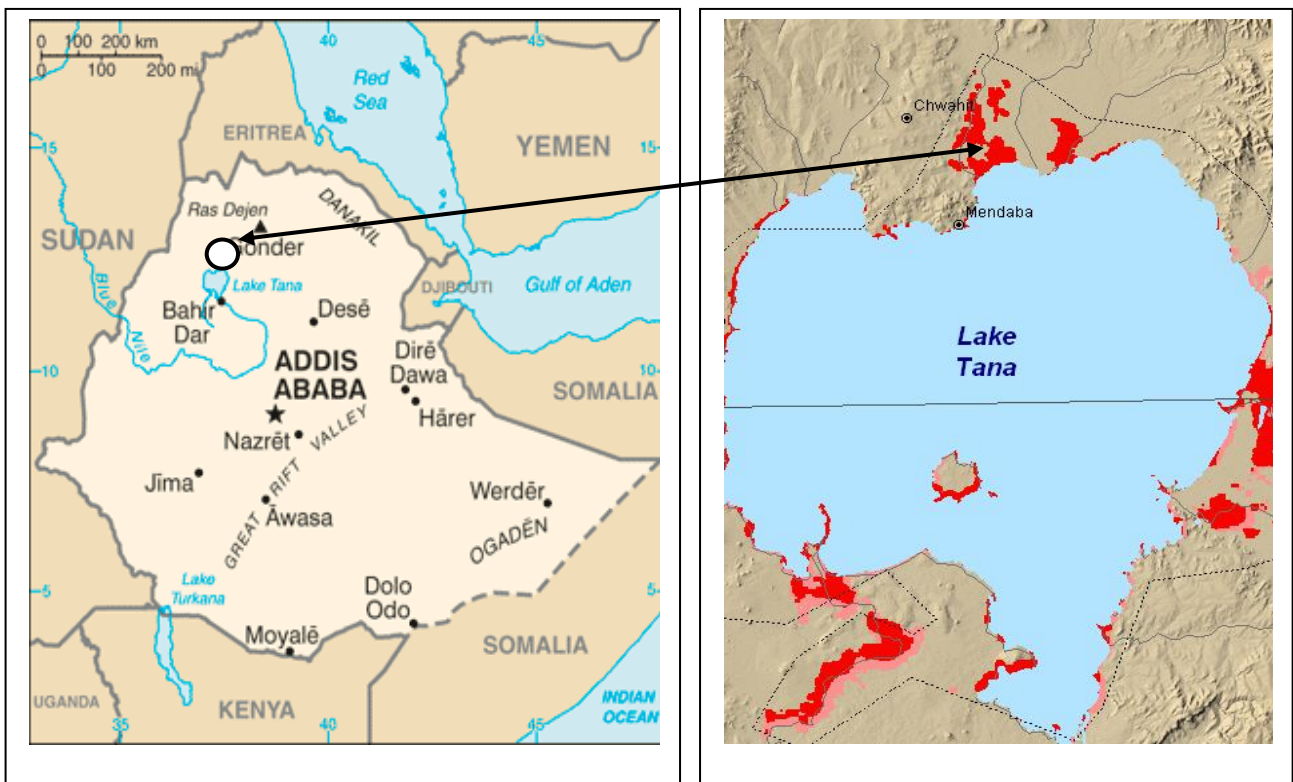 0 100 200 km
0 100 200 mi
40
45
Red
Sea
ERITREA
YEMEN
15
15
Ras Dejen
DANAKIL
SUDAN
Gonder
Lake Tana
DJIBOUTI
Gulf of Aden
Blue
Nile
Bahir
Dar
Desē
10
ADDIS
ABABA
Dirē
Dawa
10
SOMALIA
Hārer
Nazrēt
GREAT RIFT VALLEY
Jīma
Āwasa
Werdēr
OGADĒN
5
Lake
Turkana
Dolo
Odo
5
Moyalē
SOMALIA
UGANDA
KENYA
INDIAN
OCEAN
35
40
45
Chwahit
Mendaba
Lake
Tana